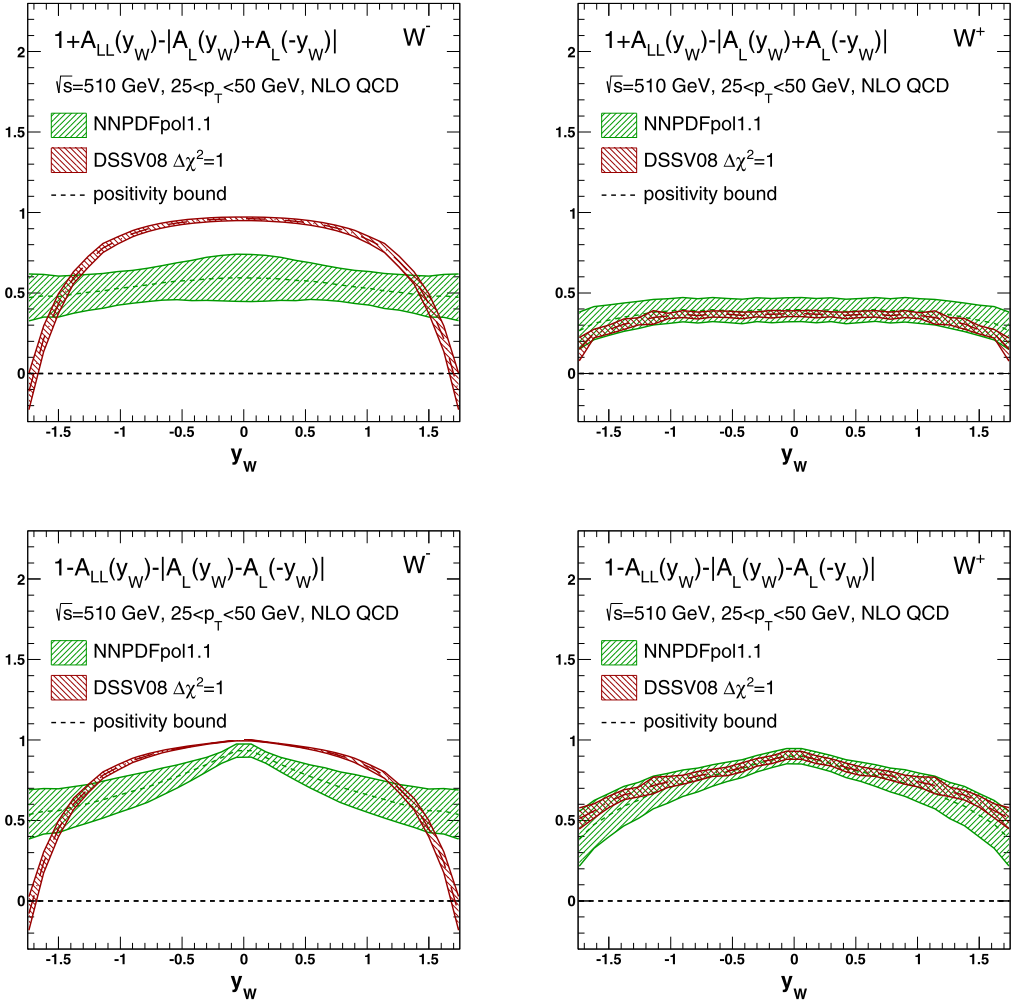 1+A_LL(y_W)-|A_L(y_W)+A_L(-y_W)| W⁻
√s=510 GeV, 25<p_T<50 GeV, NLO QCD
NNPDFpol1.1
DSSV08 Δχ²=1
positivity bound
2
1.5
1
0.5
0
-1.5 -1 -0.5 0 0.5 1 1.5
y_W
1+A_LL(y_W)-|A_L(y_W)+A_L(-y_W)| W⁺
√s=510 GeV, 25<p_T<50 GeV, NLO QCD
NNPDFpol1.1
DSSV08 Δχ²=1
positivity bound
2
1.5
1
0.5
0
-1.5 -1 -0.5 0 0.5 1 1.5
y_W
1-A_LL(y_W)-|A_L(y_W)-A_L(-y_W)| W⁻
√s=510 GeV, 25<p_T<50 GeV, NLO QCD
NNPDFpol1.1
DSSV08 Δχ²=1
positivity bound
2
1.5
1
0.5
0
-1.5 -1 -0.5 0 0.5 1 1.5
y_W
1-A_LL(y_W)-|A_L(y_W)-A_L(-y_W)| W⁺
√s=510 GeV, 25<p_T<50 GeV, NLO QCD
NNPDFpol1.1
DSSV08 Δχ²=1
positivity bound
2
1.5
1
0.5
0
-1.5 -1 -0.5 0 0.5 1 1.5
y_W